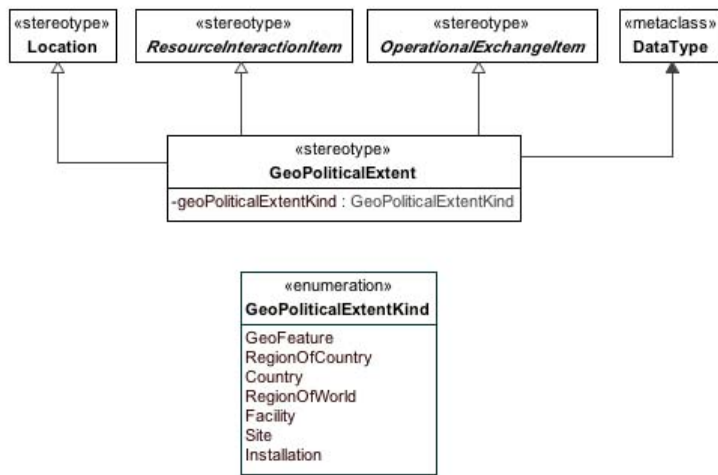 «stereotype»
Location
«stereotype»
ResourceInteractionItem
«stereotype»
OperationalExchangeItem
«metaclass»
DataType
«stereotype»
GeoPoliticalExtent
-geoPoliticalExtentKind : GeoPoliticalExtentKind
«enumeration»
GeoPoliticalExtentKind
GeoFeature
RegionOfCountry
Country
RegionOfWorld
Facility
Site
Installation